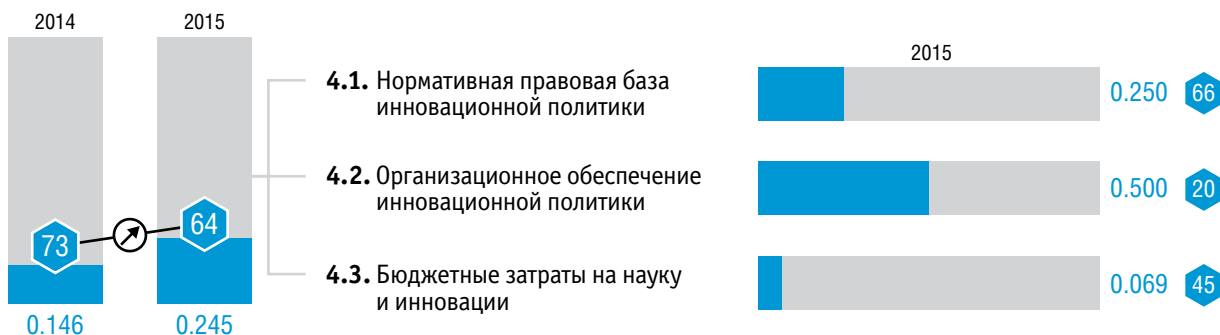 2014
2015
73
64
0.146
0.245
4.1. Нормативная правовая база
инновационной политики
4.2. Организационное обеспечение
инновационной политики
4.3. Бюджетные затраты на науку
и инновации
2015
0.250 66
0.500 20
0.069 45